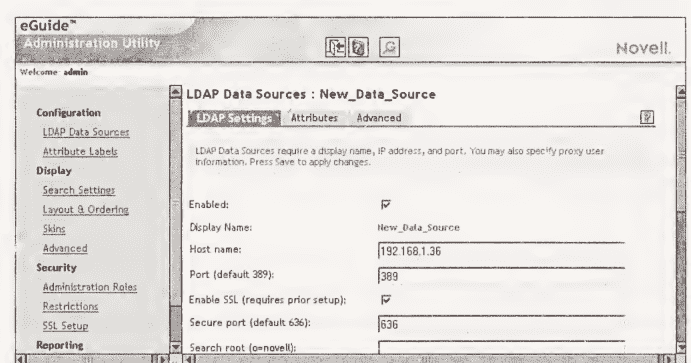 eGuide™
Administration Utility
Novell.
Welcome admin
Configuration
LDAP Data Sources
Attribute Labels
Display
Search Settings
Layout & Ordering
Skins
Advanced
Security
Administration Roles
Restrictions
SSL Setup
Reporting
LDAP Data Sources : New_Data_Source
LDAP Settings Attributes Advanced
LDAP Data Sources require a display name, IP address, and port. You may also specify proxy user
information. Press Save to apply changes.
Enabled:
Display Name: New_Data_Source
Host name: 192.168.1.36
Port (default 389): 389
Enable SSL (requires prior setup):
Secure port (default 636): 636
Search root (o=novell):